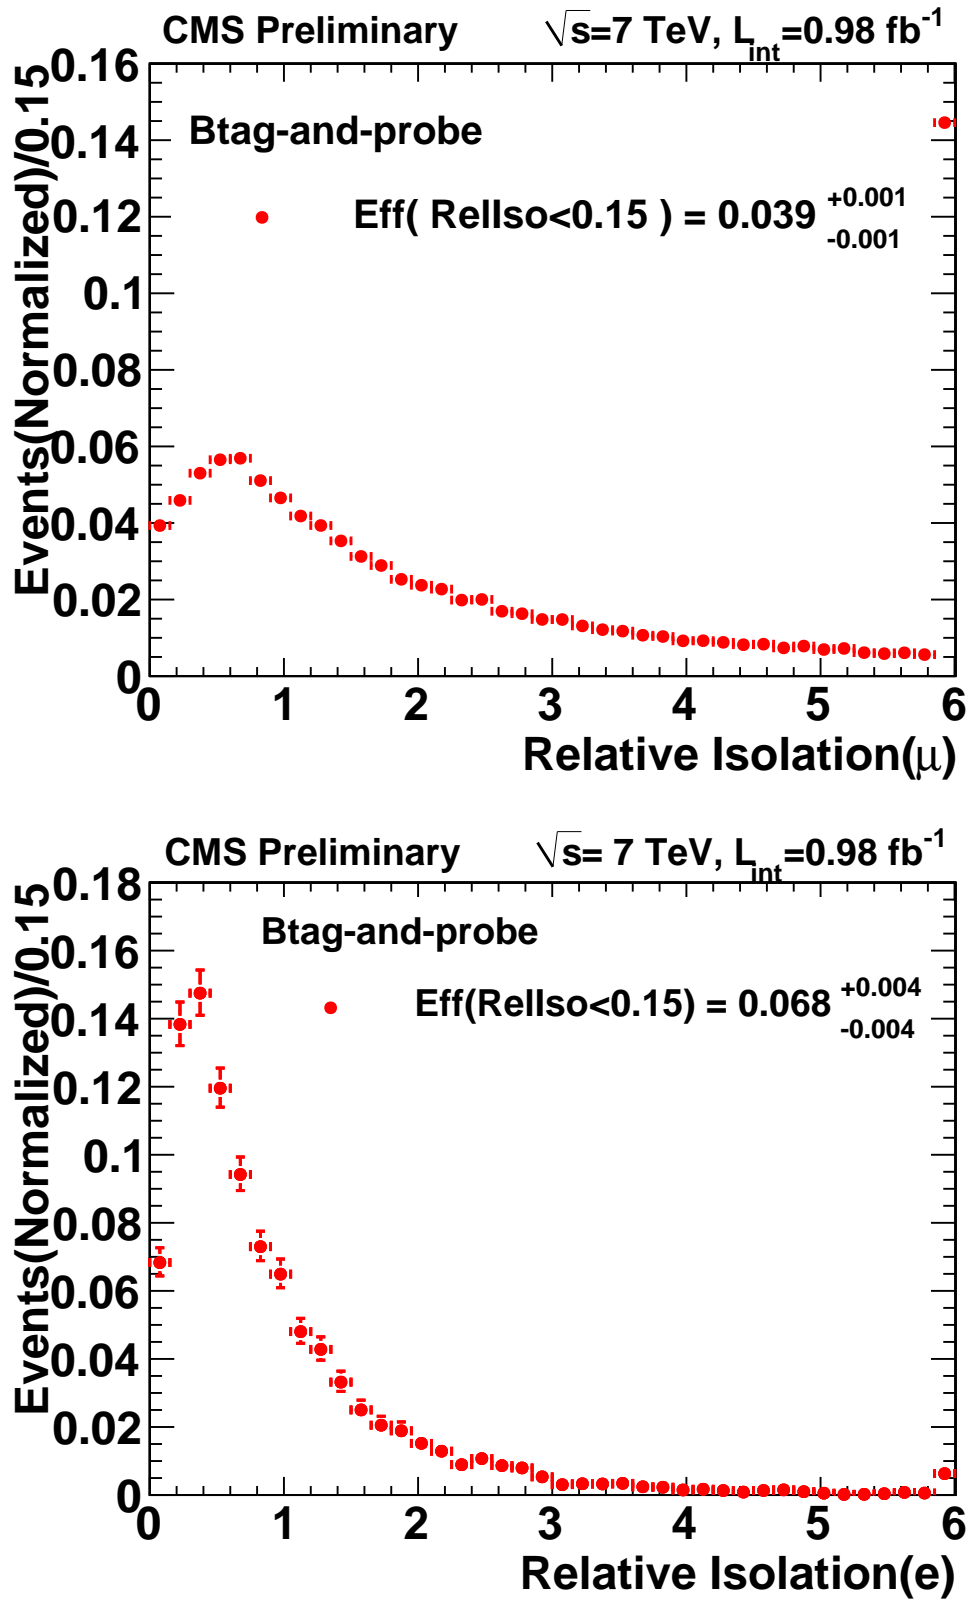 CMS Preliminary √s=7 TeV, L_int=0.98 fb^-1
Events(Normalized)/0.15
0.16
0.14
0.12
0.1
0.08
0.06
0.04
0.02
0
Btag-and-probe
Eff( RelIso<0.15 ) = 0.039 +0.001 -0.001
0 1 2 3 4 5 6
Relative Isolation(μ)
CMS Preliminary √s= 7 TeV, L_int=0.98 fb^-1
Events(Normalized)/0.15
0.18
0.16
0.14
0.12
0.1
0.08
0.06
0.04
0.02
0
Btag-and-probe
Eff(RelIso<0.15) = 0.068 +0.004 -0.004
0 1 2 3 4 5 6
Relative Isolation(e)